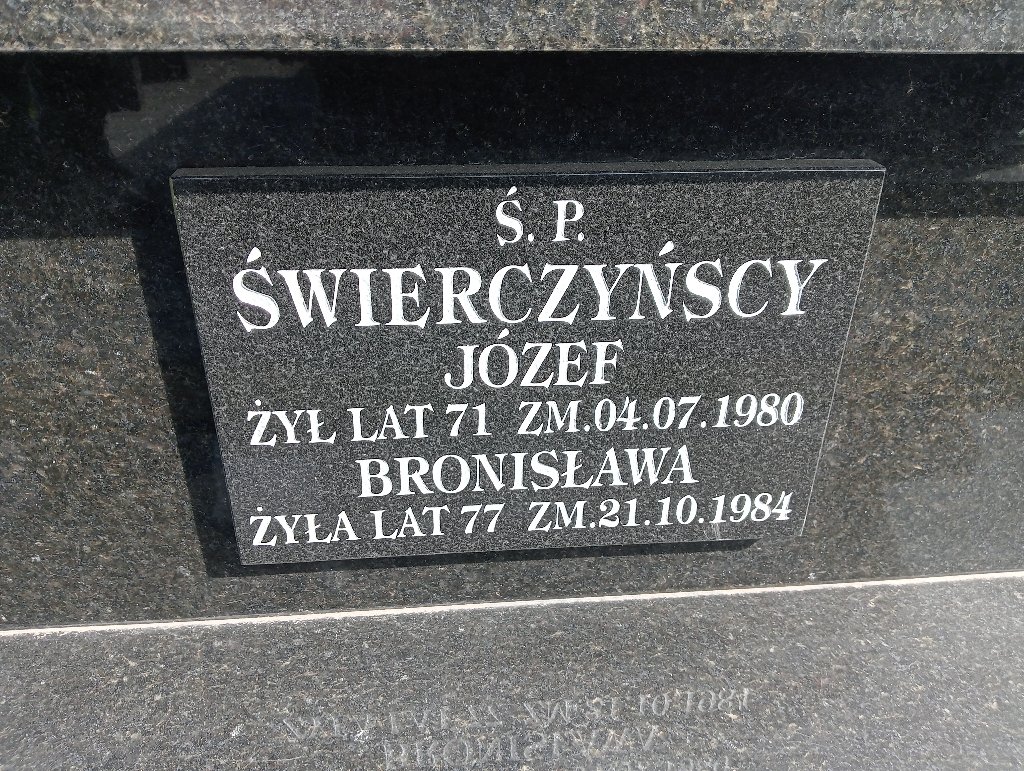 Ś. P.
ŚWIERCZYŃSCY
JÓZEF
ŻYŁ LAT 71 ZM.04.07.1980
BRONISŁAWA
ŻYŁA LAT 77 ZM.21.10.1984